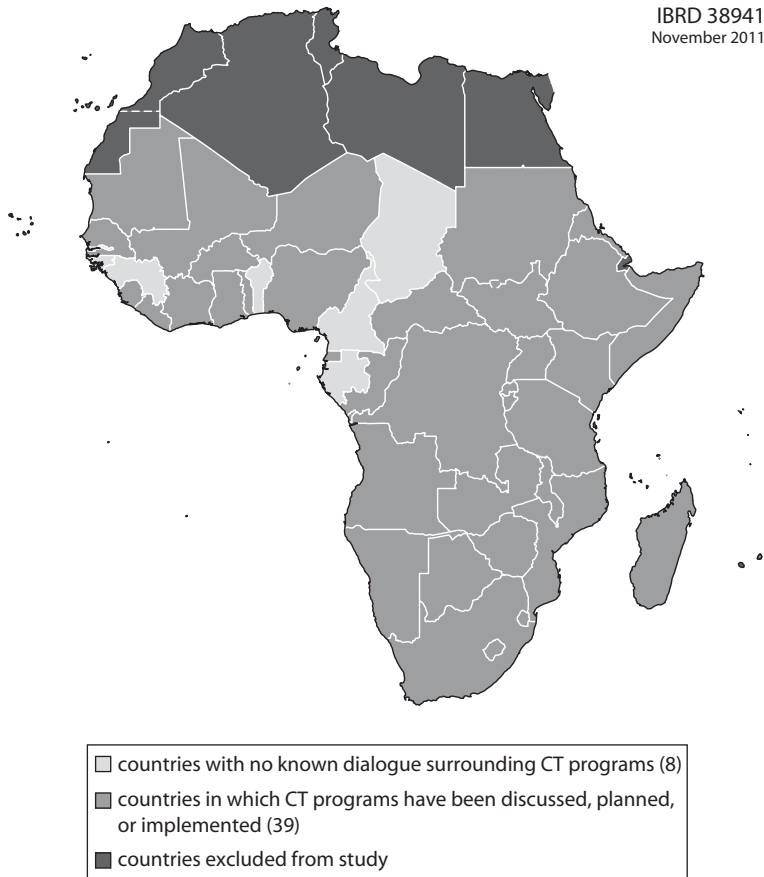 IBRD 38941
November 2011
countries with no known dialogue surrounding CT programs (8)
countries in which CT programs have been discussed, planned,
or implemented (39)
countries excluded from study